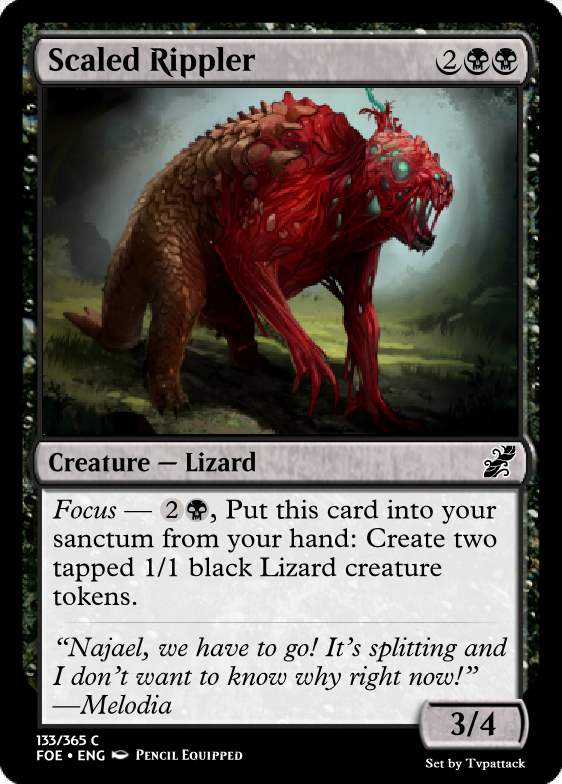 Scaled Rippler 2
Creature — Lizard
Focus — 2, Put this card into your
sanctum from your hand: Create two
tapped 1/1 black Lizard creature
tokens.
“Najael, we have to go! It’s splitting and
I don’t want to know why right now!”
—Melodia
3/4
133/365 C
FOE • ENG Pencil Equipped
Set by Tvpattack